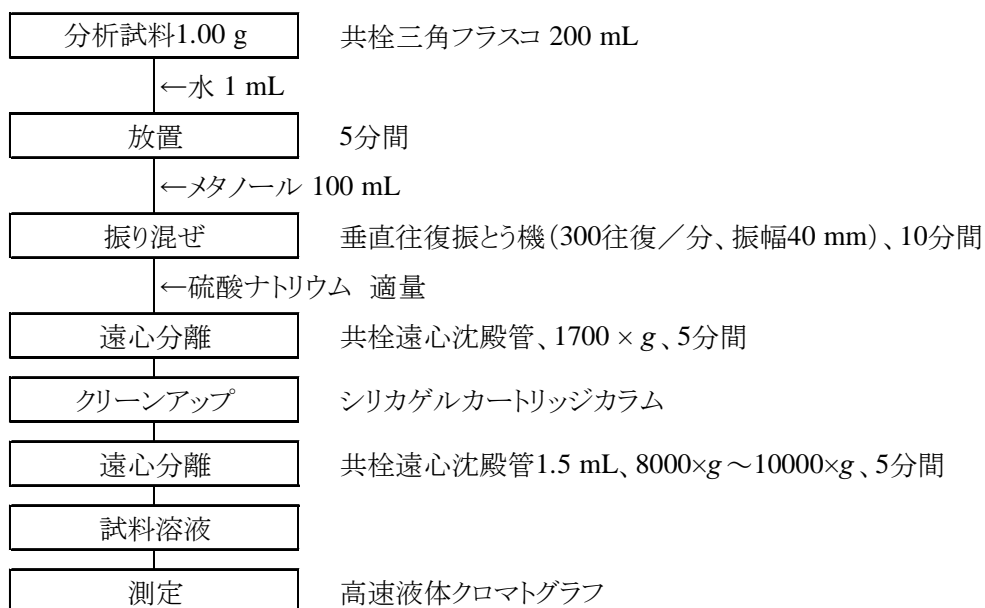 分析試料1.00 g 共栓三角フラスコ 200 mL
←水 1 mL
放置 5分間
←メタノール 100 mL
振り混ぜ 垂直往復振とう機(300往復/分、振幅40 mm)、10分間
←硫酸ナトリウム 適量
遠心分離 共栓遠心沈殿管、1700 × g、5分間
クリーンアップ シリカゲルカートリッジカラム
遠心分離 共栓遠心沈殿管1.5 mL、8000×g~10000×g、5分間
試料溶液
測定 高速液体クロマトグラフ